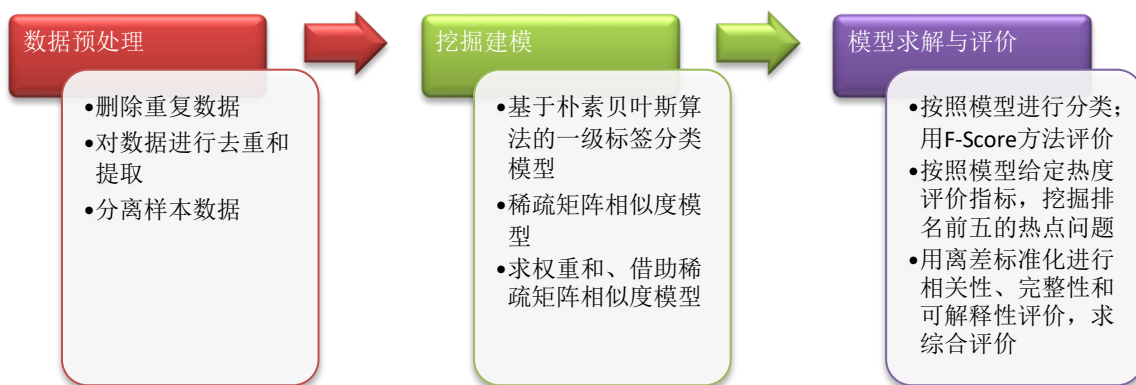 数据预处理
•删除重复数据
•对数据进行去重和
提取
•分离样本数据
挖掘建模
•基于朴素贝叶斯算
法的一级标签分类
模型
•稀疏矩阵相似度模
型
•求权重和、借助稀
疏矩阵相似度模型
模型求解与评价
•按照模型进行分类；
用F-Score方法评价
•按照模型给定热度
评价指标，挖掘排
名前五的热点问题
•用离差标准化进行
相关性、完整性和
可解释性评价，求
综合评价